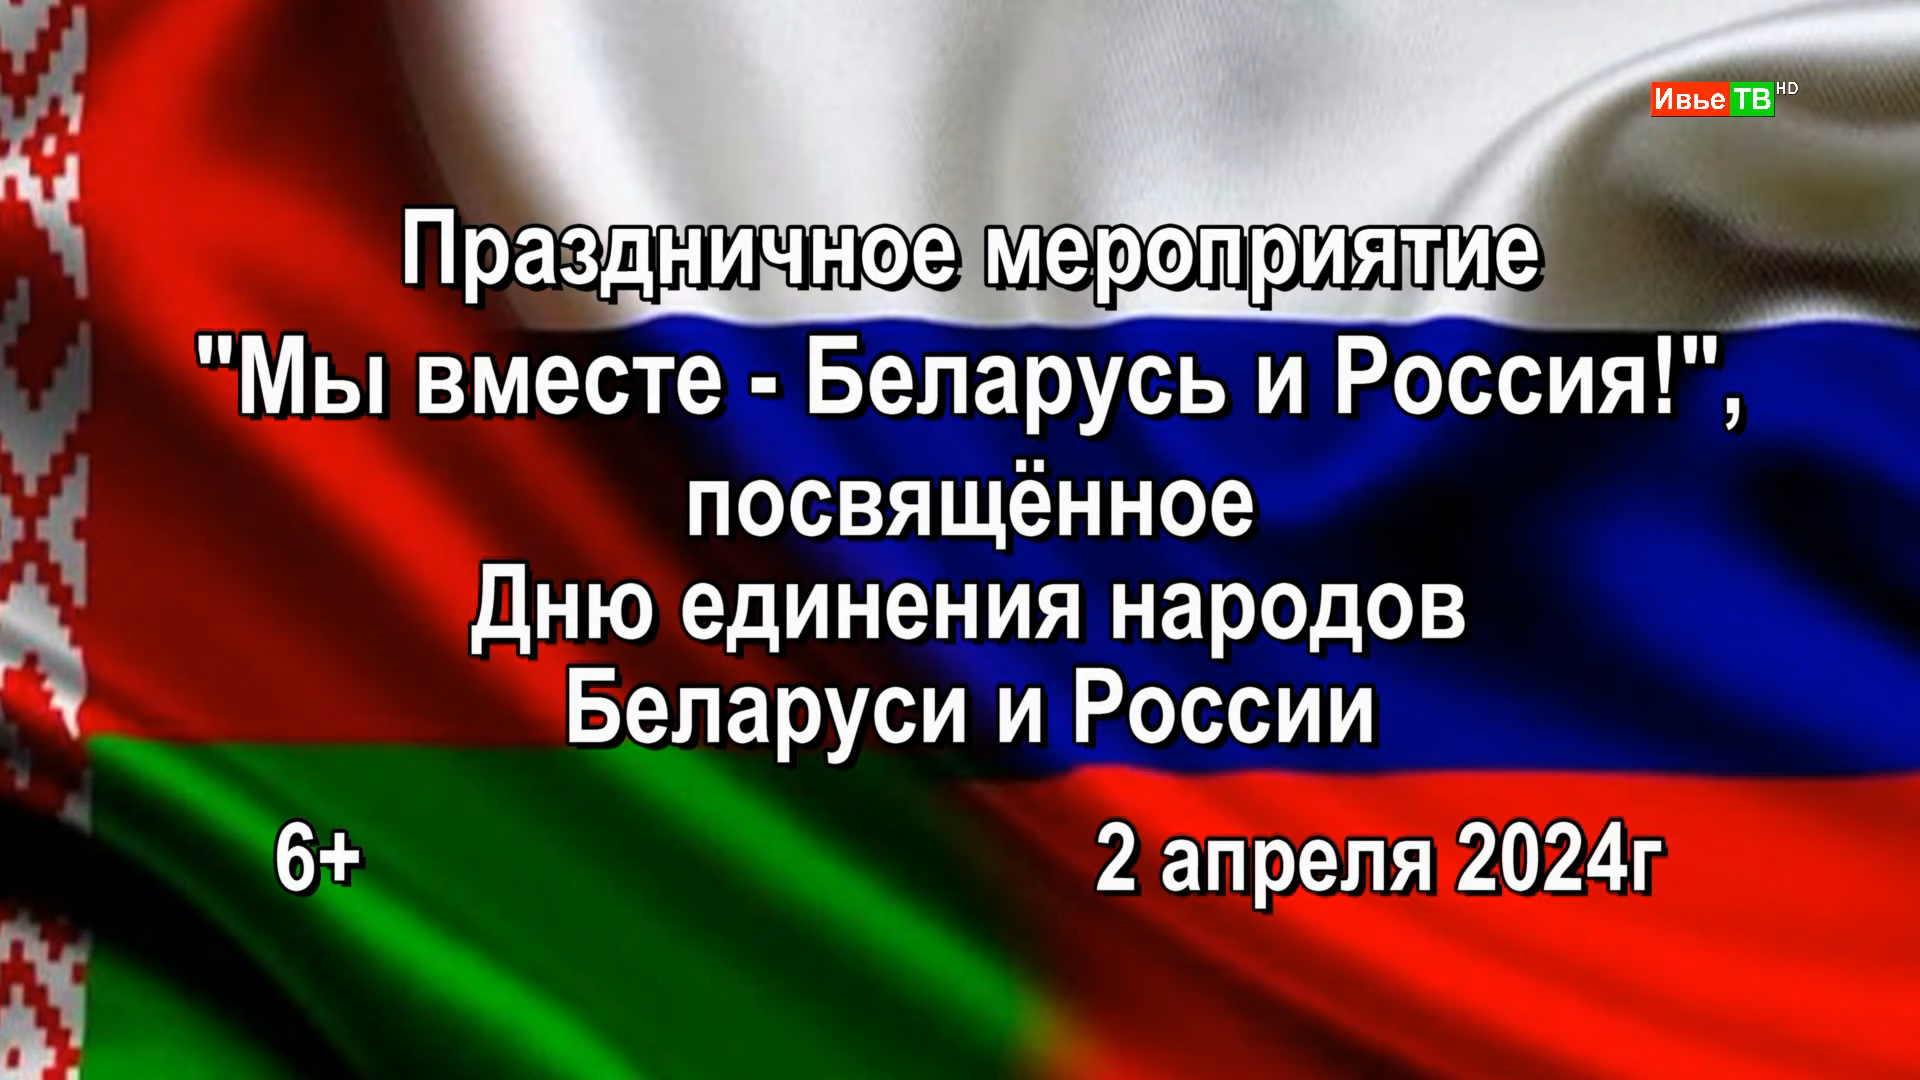 Ивье ТВ HD
Праздничное мероприятие
"Мы вместе - Беларусь и Россия!",
посвящённое
Дню единения народов
Беларуси и России
6+ 2 апреля 2024г